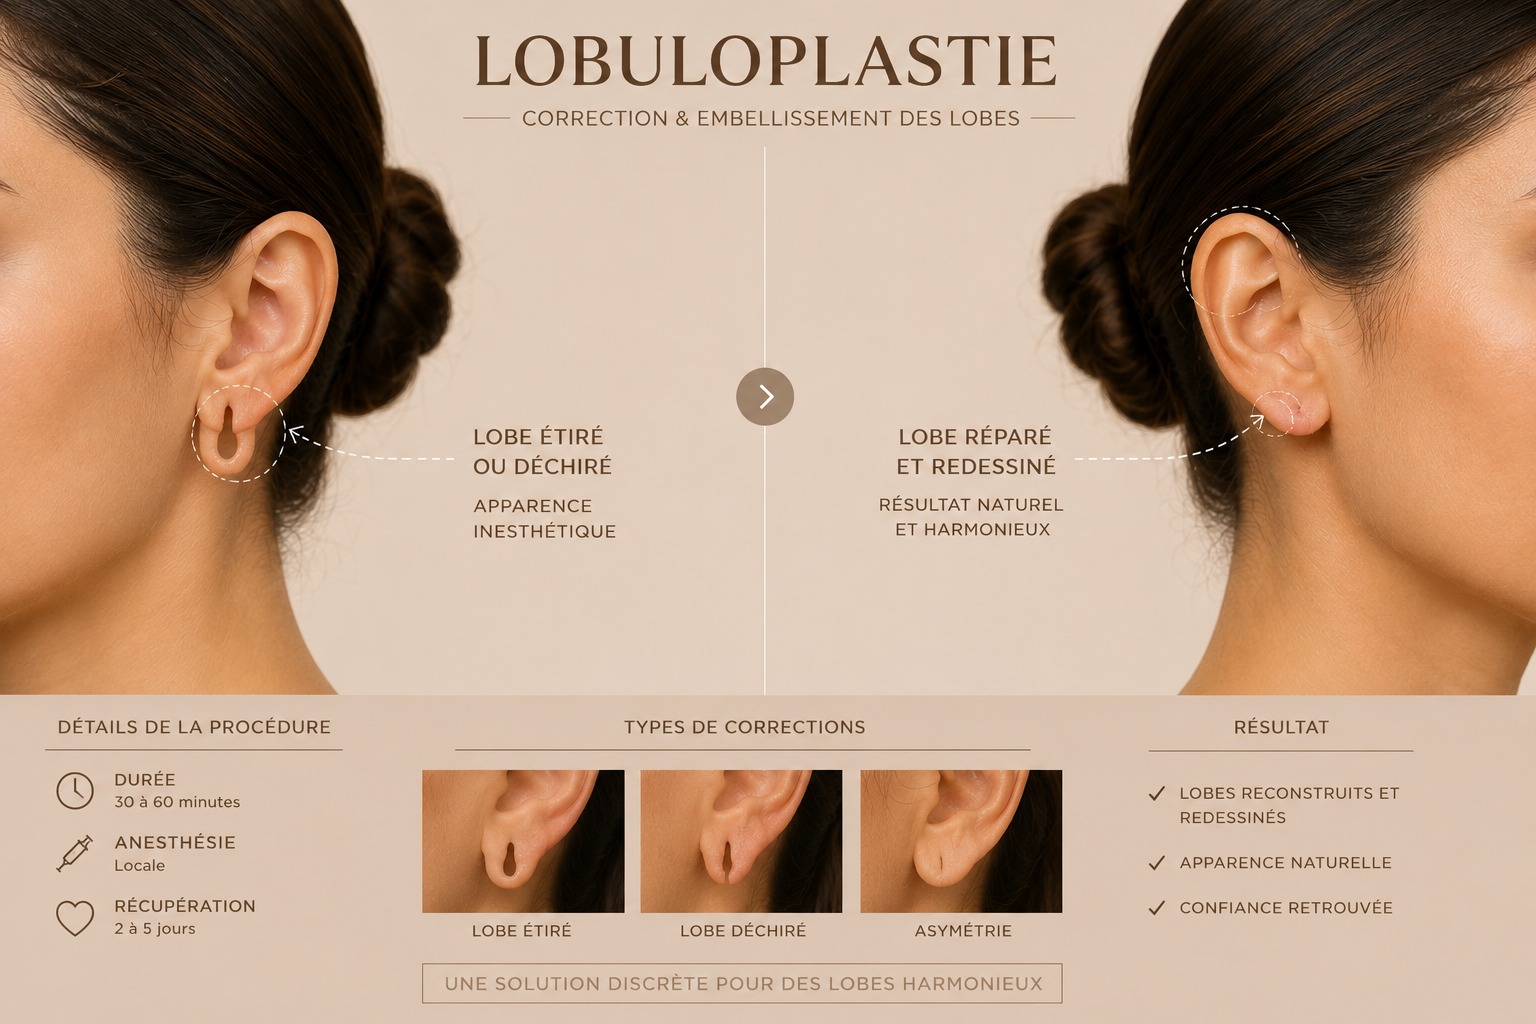 LOBULOPLASTIE
CORRECTION & EMBELLISSEMENT DES LOBES
LOBE ÉTIRÉ
OU DÉCHIRÉ
APPARENCE
INESTHÉTIQUE
LOBE RÉPARÉ
ET REDESSINÉ
RÉSULTAT NATUREL
ET HARMONIEUX
DÉTAILS DE LA PROCÉDURE
DURÉE
30 à 60 minutes
ANESTHÉSIE
Locale
RÉCUPÉRATION
2 à 5 jours
TYPES DE CORRECTIONS
LOBE ÉTIRÉ
LOBE DÉCHIRÉ
ASYMÉTRIE
UNE SOLUTION DISCRÈTE POUR DES LOBES HARMONIEUX
RÉSULTAT
LOBES RECONSTRUITS ET
REDESSINÉS
APPARENCE NATURELLE
CONFIANCE RETROUVÉE